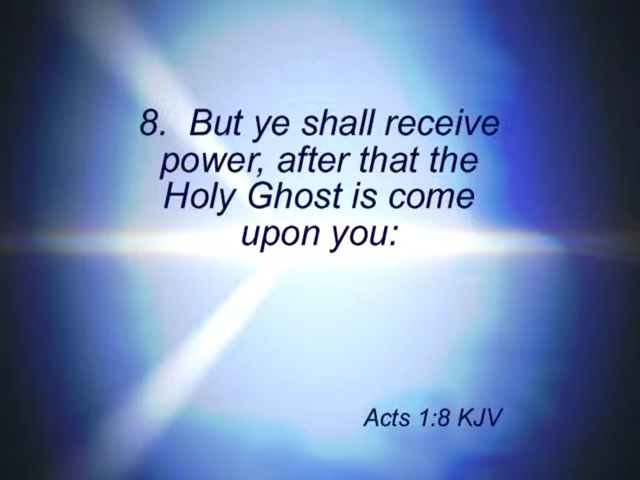 8. But ye shall receive
power, after that the
Holy Ghost is come
upon you:
Acts 1:8 KJV